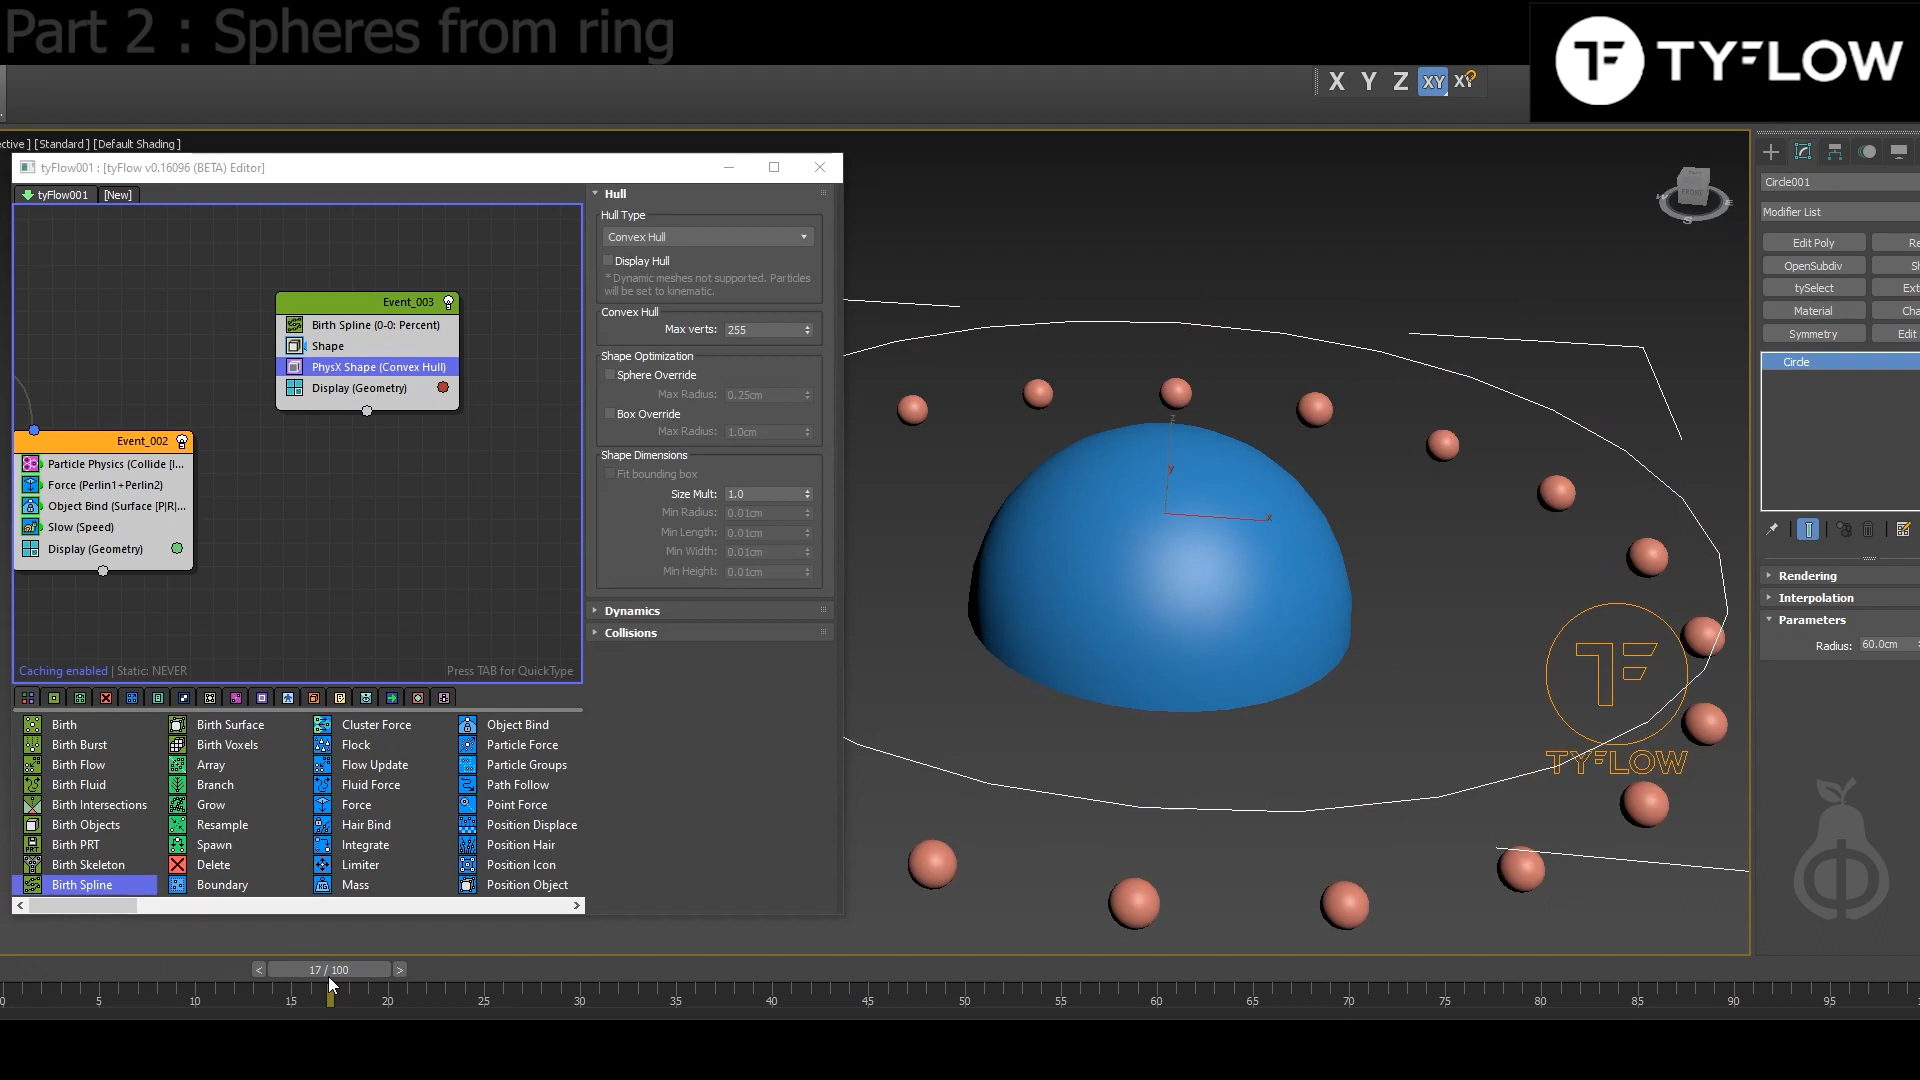 Part 2 : Spheres from ring
TF TYFLOW
X Y Z XY XY
ctive ] [Standard ] [Default Shading ]
tyFlow001 : [tyFlow v0.16096 (BETA) Editor]
tyFlow001 [New]
Event_003
Birth Spline (0-0: Percent)
Shape
PhysX Shape (Convex Hull)
Display (Geometry)
Event_002
Particle Physics (Collide [I...
Force (Perlin1+Perlin2)
Object Bind (Surface [P|R|...
Slow (Speed)
Display (Geometry)
Caching enabled | Static: NEVER
Press TAB for QuickType
Hull
Hull Type
Convex Hull
Display Hull
* Dynamic meshes not supported. Particles
will be set to kinematic.
Convex Hull
Max verts: 255
Shape Optimization
Sphere Override
Max Radius: 0.25cm
Box Override
Max Radius: 1.0cm
Shape Dimensions
Fit bounding box
Size Mult: 1.0
Min Radius: 0.01cm
Min Length: 0.01cm
Min Width: 0.01cm
Min Height: 0.01cm
Dynamics
Collisions
Birth
Birth Burst
Birth Flow
Birth Fluid
Birth Intersections
Birth Objects
Birth PRT
Birth Skeleton
Birth Spline
Birth Surface
Birth Voxels
Array
Branch
Grow
Resample
Spawn
Delete
Boundary
Cluster Force
Flock
Flow Update
Fluid Force
Force
Hair Bind
Integrate
Limiter
Mass
Object Bind
Particle Force
Particle Groups
Path Follow
Point Force
Position Displace
Position Hair
Position Icon
Position Object
FRONT
W S E
z
y
x
TF
TYFLOW
Circle001
Modifier List
Edit Poly Re
OpenSubdiv Sh
tySelect Ext
Material Cha
Symmetry Edit
Circle
Rendering
Interpolation
Parameters
Radius: 60.0cm
< 17 / 100 >
0 5 10 15 20 25 30 35 40 45 50 55 60 65 70 75 80 85 90 95